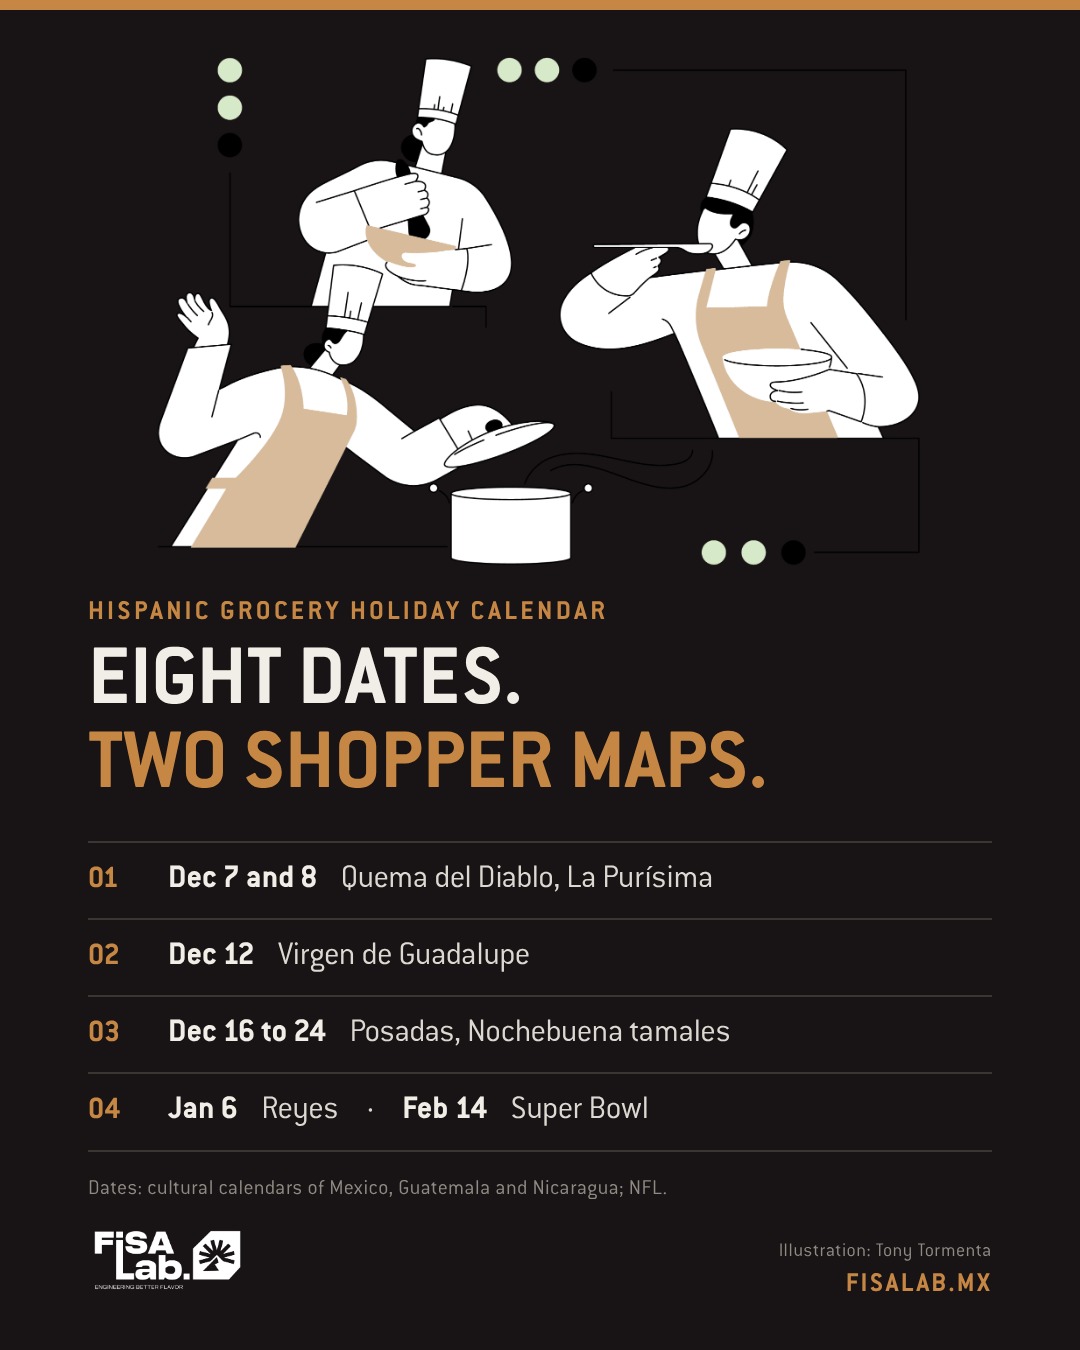 HISPANIC GROCERY HOLIDAY CALENDAR
EIGHT DATES.
TWO SHOPPER MAPS.
01 Dec 7 and 8 Quema del Diablo, La Purísima
02 Dec 12 Virgen de Guadalupe
03 Dec 16 to 24 Posadas, Nochebuena tamales
04 Jan 6 Reyes · Feb 14 Super Bowl
Dates: cultural calendars of Mexico, Guatemala and Nicaragua; NFL.
FiSA
Lab.
ENGINEERING BETTER FLAVOR
Illustration: Tony Tormenta
FISALAB.MX